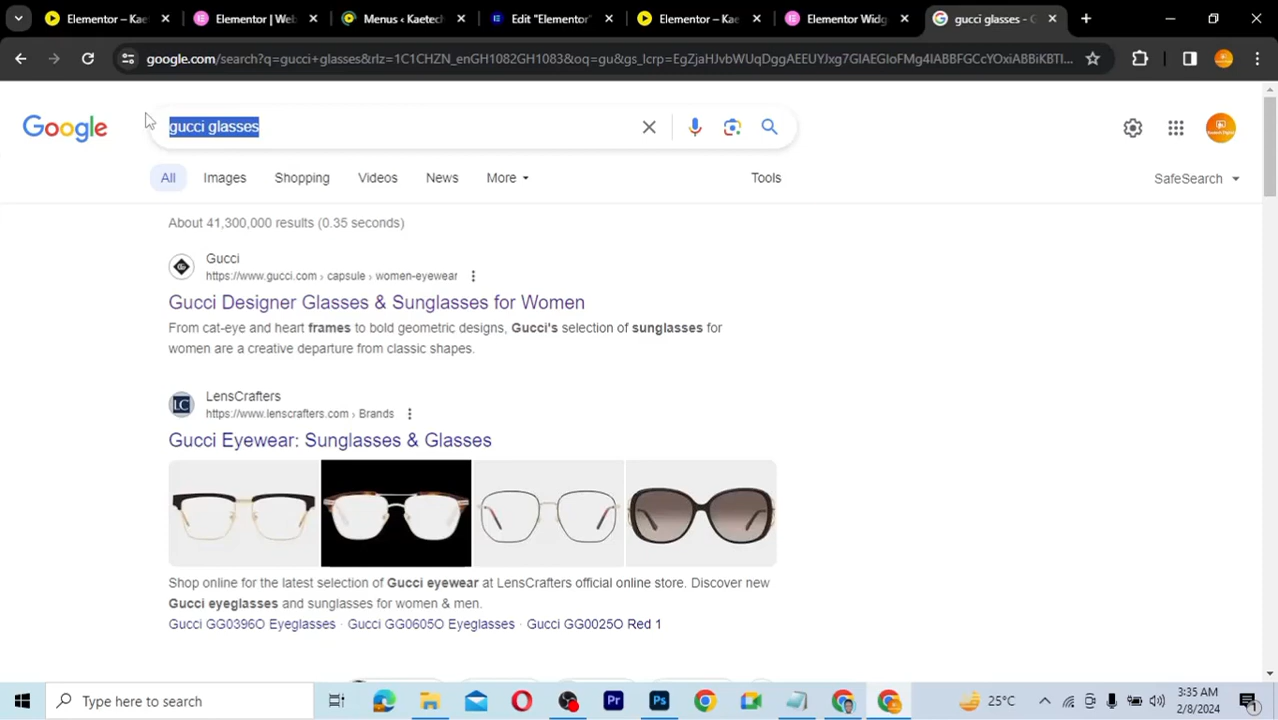 Elementor – Kae
Elementor | Web
Menus ‹ Kaetech
Edit "Elementor"
Elementor – Kae
Elementor Widg
gucci glasses - G
google.com/search?q=gucci+glasses&rlz=1C1CHZN_enGH1082GH1083&oq=gu&gs_lcrp=EgZjaHJvbWUqDggAEEUYJxg7GIAEGIoFMg4IABBFGCcYOxiABBiKBTI...
Google
gucci glasses
All
Images
Shopping
Videos
News
More
Tools
SafeSearch
About 41,300,000 results (0.35 seconds)
Gucci
https://www.gucci.com › capsule › women-eyewear
Gucci Designer Glasses & Sunglasses for Women
From cat-eye and heart frames to bold geometric designs, Gucci's selection of sunglasses for
women are a creative departure from classic shapes.
LC
LensCrafters
https://www.lenscrafters.com › Brands
Gucci Eyewear: Sunglasses & Glasses
Shop online for the latest selection of Gucci eyewear at LensCrafters official online store. Discover new
Gucci eyeglasses and sunglasses for women & men.
Gucci GG0396O Eyeglasses · Gucci GG0605O Eyeglasses · Gucci GG0025O Red 1
Type here to search
Pr
Ps
25°C
3:35 AM
2/8/2024
1